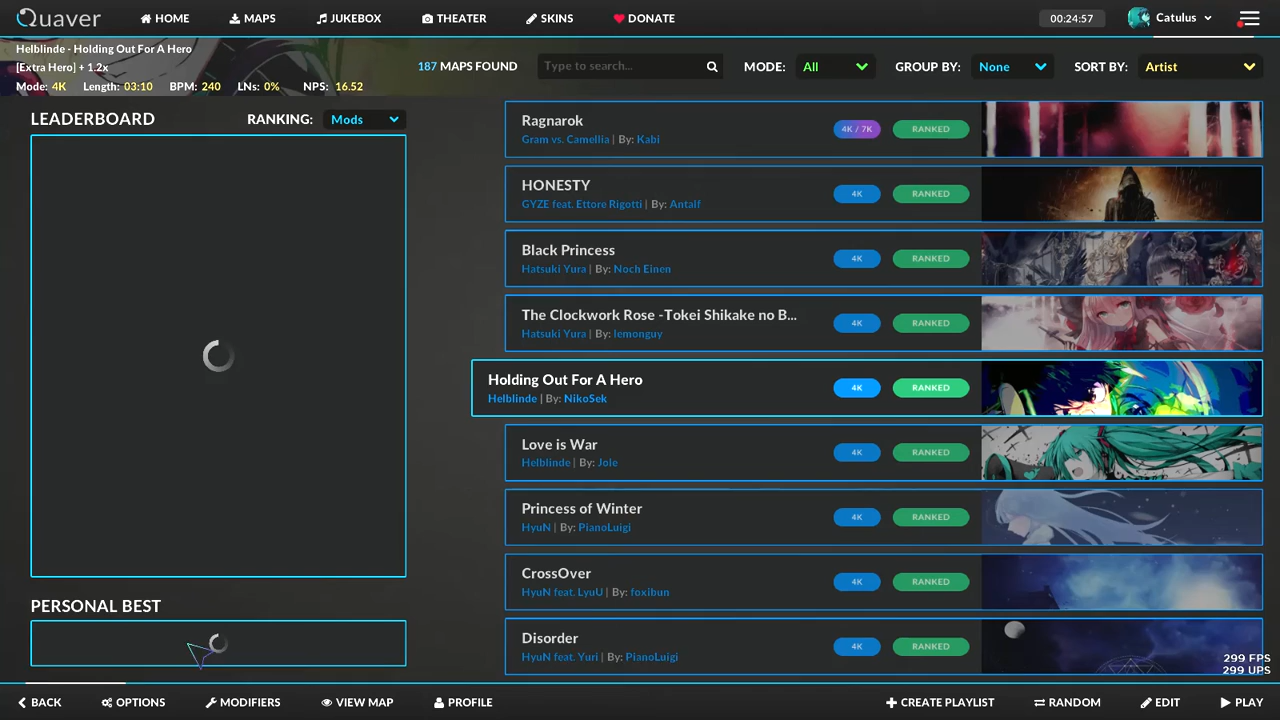 Quaver
HOME
MAPS
JUKEBOX
THEATER
SKINS
DONATE
00:24:57
Catulus
Helblinde - Holding Out For A Hero
[Extra Hero] + 1.2x
Mode: 4K Length: 03:10 BPM: 240 LNs: 0% NPS: 16.52
187 MAPS FOUND
Type to search...
MODE: All
GROUP BY: None
SORT BY: Artist
LEADERBOARD
RANKING: Mods
Ragnarok
Gram vs. Camellia | By: Kabi
4K / 7K
RANKED
HONESTY
GYZE feat. Ettore Rigotti | By: Antalf
4K
RANKED
Black Princess
Hatsuki Yura | By: Noch Einen
4K
RANKED
The Clockwork Rose -Tokei Shikake no B...
Hatsuki Yura | By: lemonguy
4K
RANKED
Holding Out For A Hero
Helblinde | By: NikoSek
4K
RANKED
Love is War
Helblinde | By: Jole
4K
RANKED
Princess of Winter
HyuN | By: PianoLuigi
4K
RANKED
CrossOver
HyuN feat. LyuU | By: foxibun
4K
RANKED
Disorder
HyuN feat. Yuri | By: PianoLuigi
4K
RANKED
PERSONAL BEST
299 FPS
299 UPS
BACK
OPTIONS
MODIFIERS
VIEW MAP
PROFILE
CREATE PLAYLIST
RANDOM
EDIT
PLAY